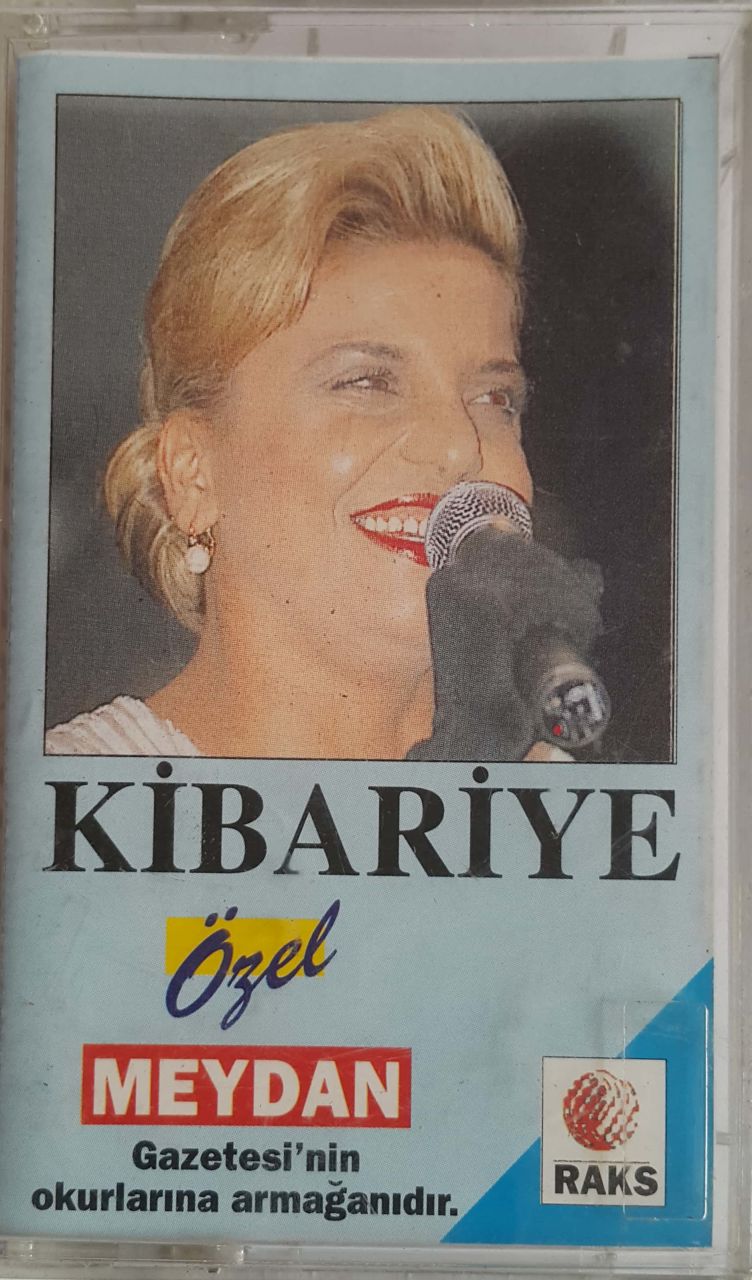 KİBARİYE
Özel
MEYDAN
Gazetesi'nin
okurlarına armağanıdır.
RAKS